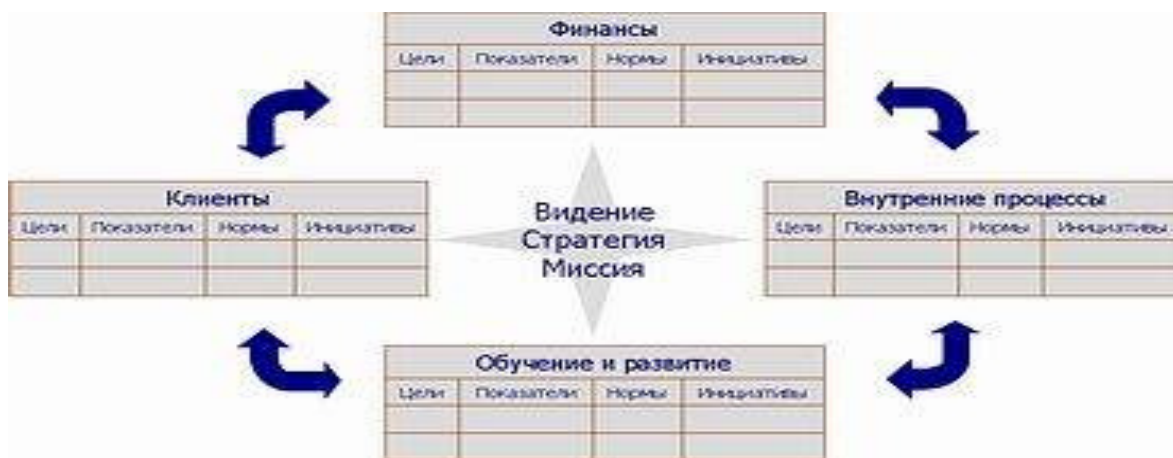 Финансы
Цели Показатели Нормы Инициативы
Клиенты
Цели Показатели Нормы Инициативы
Видение
Стратегия
Миссия
Внутренние процессы
Цели Показатели Нормы Инициативы
Обучение и развитие
Цели Показатели Нормы Инициативы